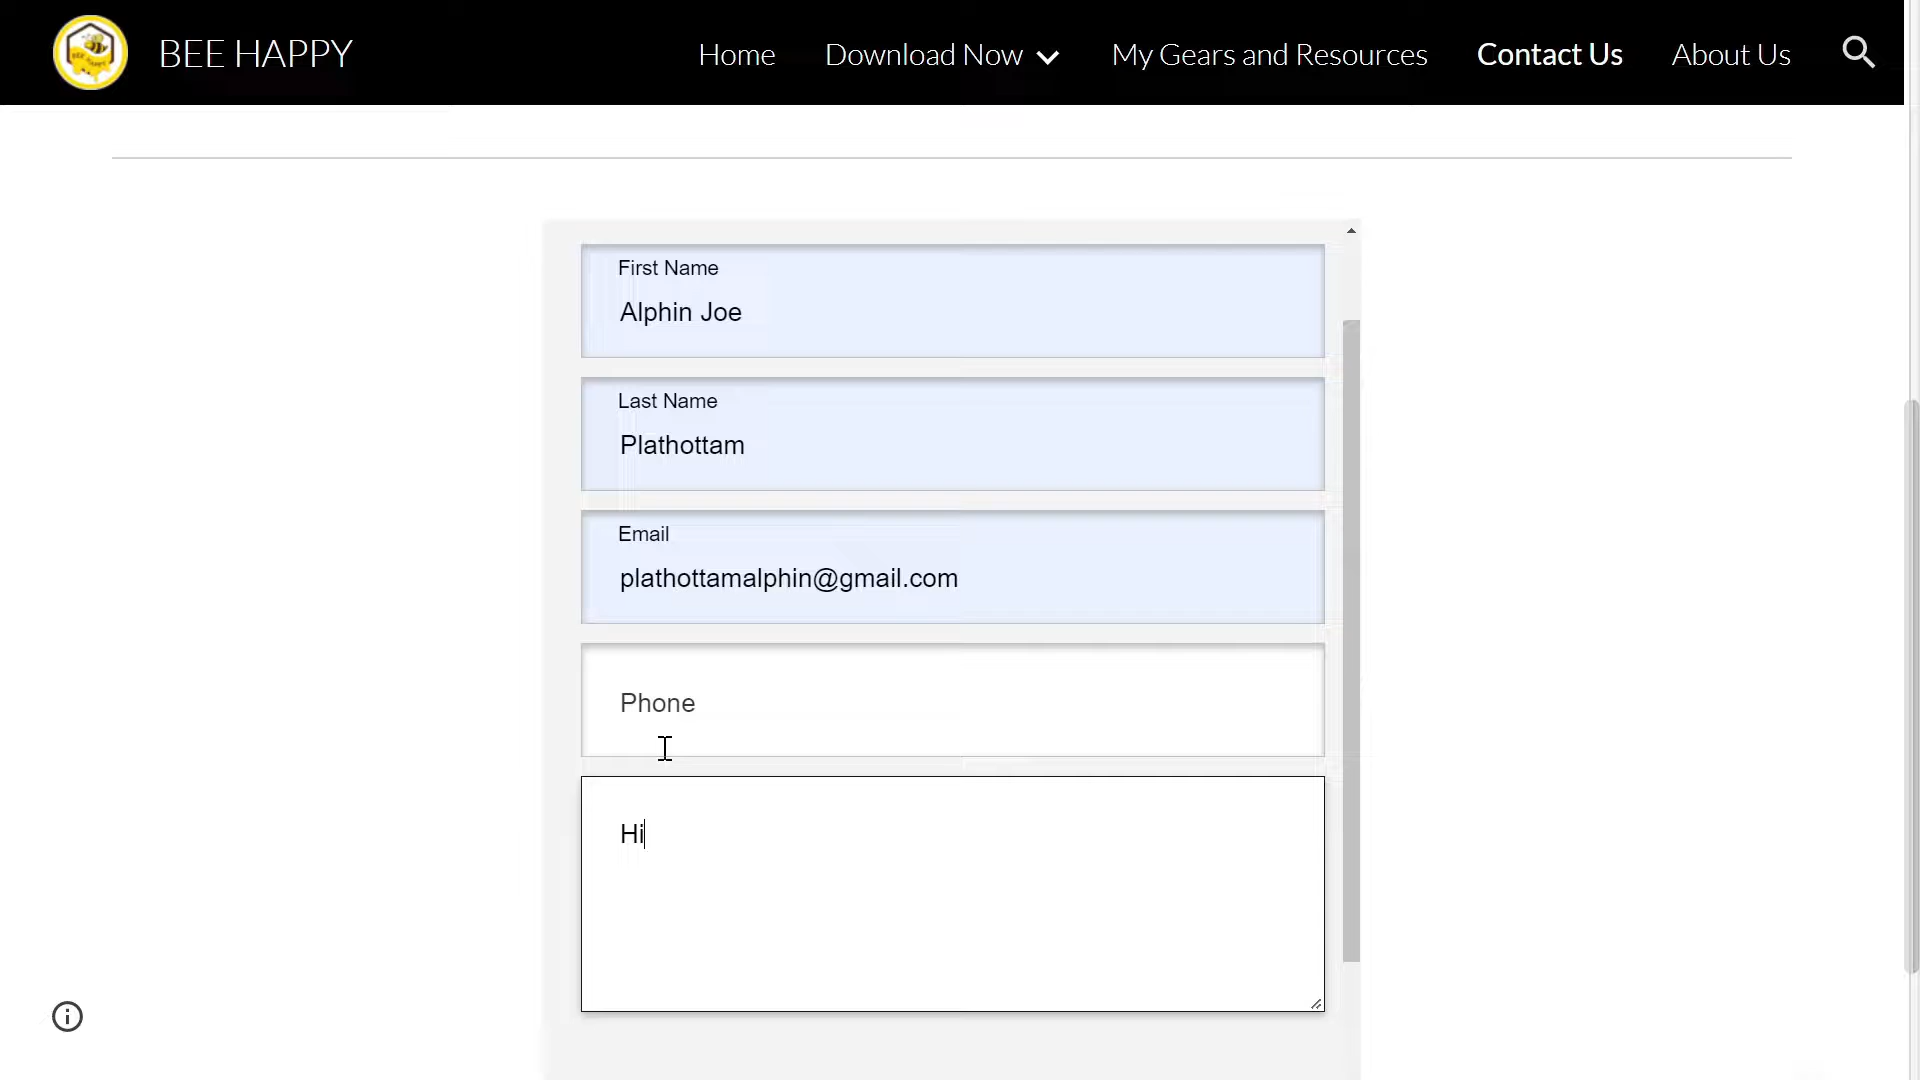 BEE HAPPY
Home
Download Now
My Gears and Resources
Contact Us
About Us
First Name
Alphin Joe
Last Name
Plathottam
Email
plathottamalphin@gmail.com
Phone
Hi